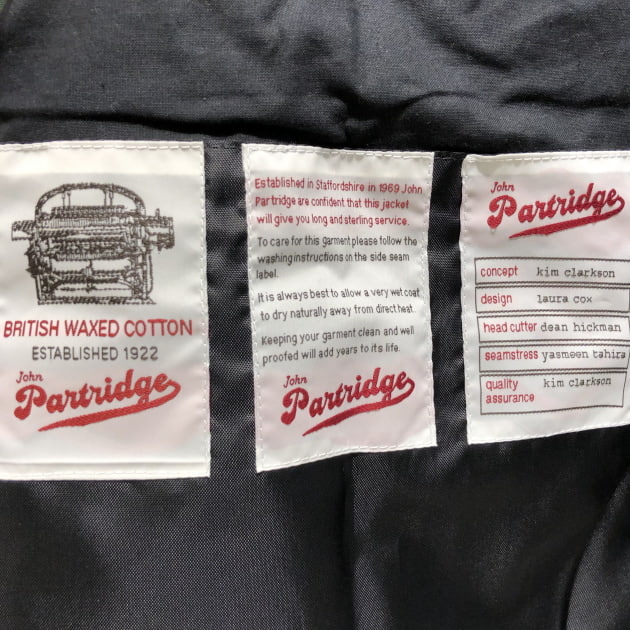 BRITISH WAXED COTTON
ESTABLISHED 1922
John
Partridge
Established in Staffordshire in 1969 John
Partridge are confident that this jacket
will give you long and sterling service.
To care for this garment please follow the
washing instructions on the side seam
label.
It is always best to allow a very wet coat
to dry naturally away from direct heat.
Keeping your garment clean and well
proofed will add years to its life.
John
Partridge
John
Partridge
concept kim clarkson
design laura cox
head cutter dean hickman
seamstress yasmeen tahira
quality kim clarkson
assurance